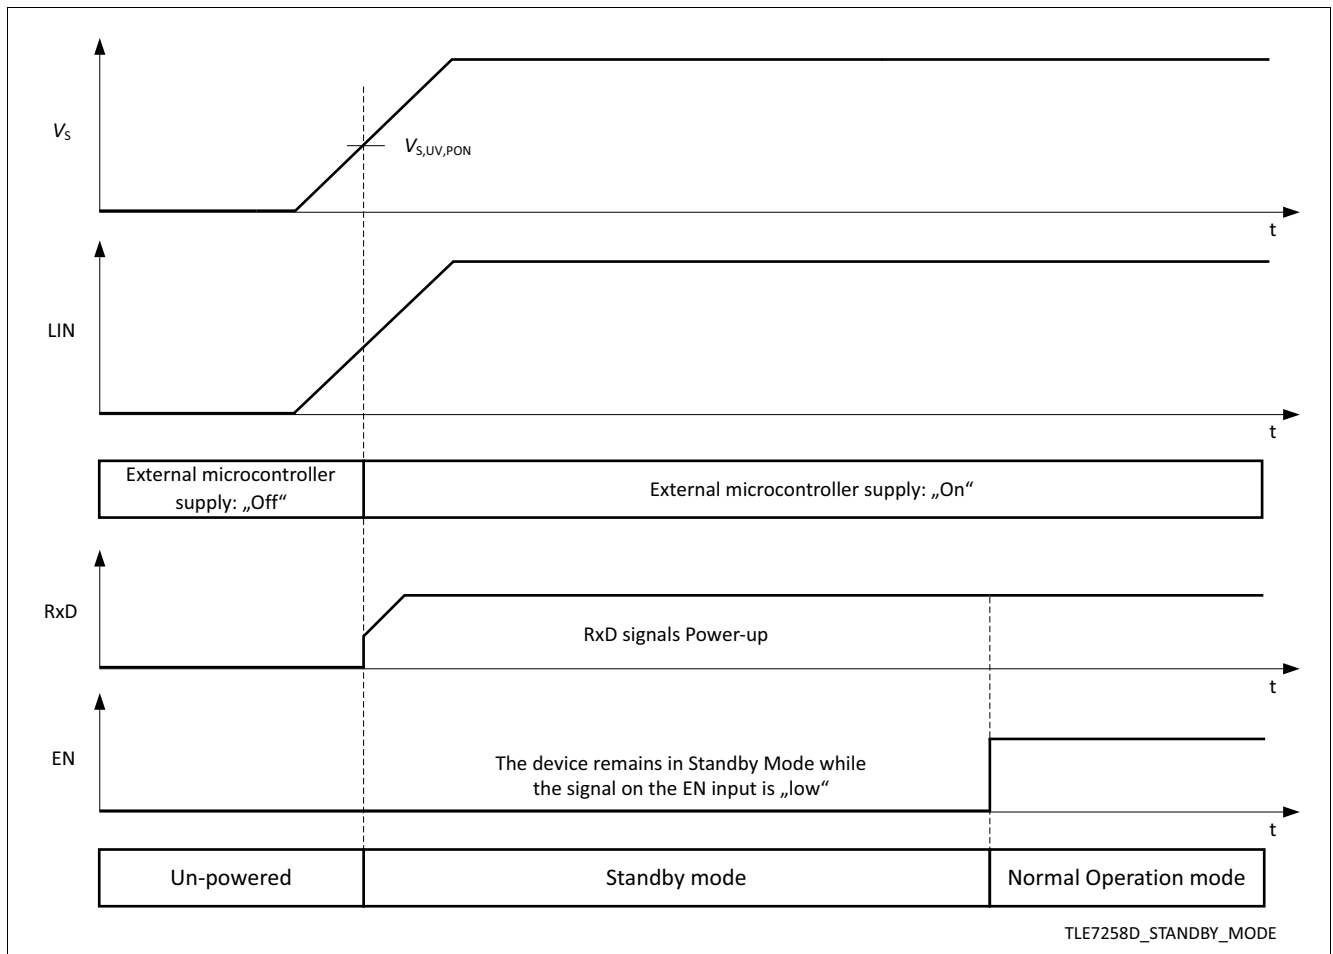 V_S
V_S,UV,PON
t
LIN
t
External microcontroller
supply: „Off“
External microcontroller supply: „On“
RxD
RxD signals Power-up
t
EN
The device remains in Standby Mode while
the signal on the EN input is „low“
t
Un-powered
Standby mode
Normal Operation mode
TLE7258D_STANDBY_MODE